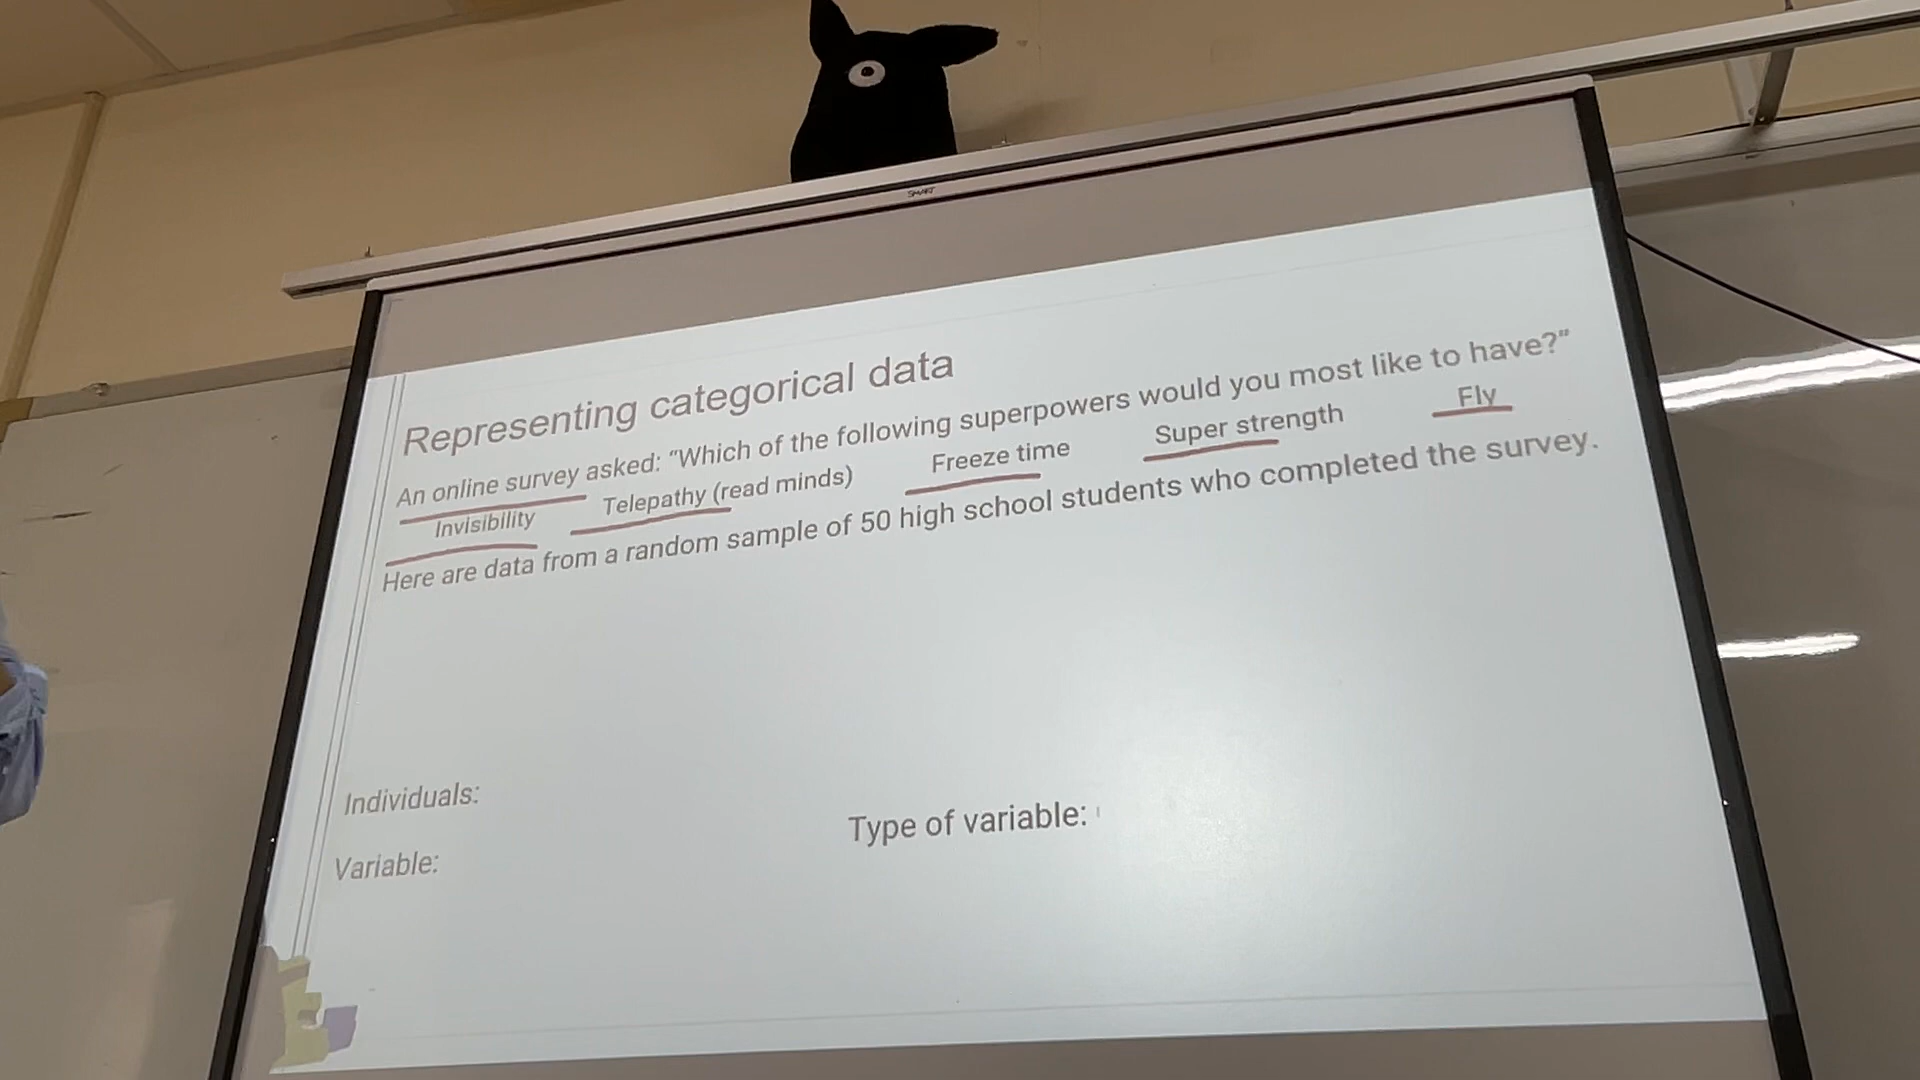 SMART
Representing categorical data
An online survey asked: "Which of the following superpowers would you most like to have?"
Invisibility Telepathy (read minds) Freeze time Super strength Fly
Here are data from a random sample of 50 high school students who completed the survey.
Individuals:
Variable:
Type of variable: